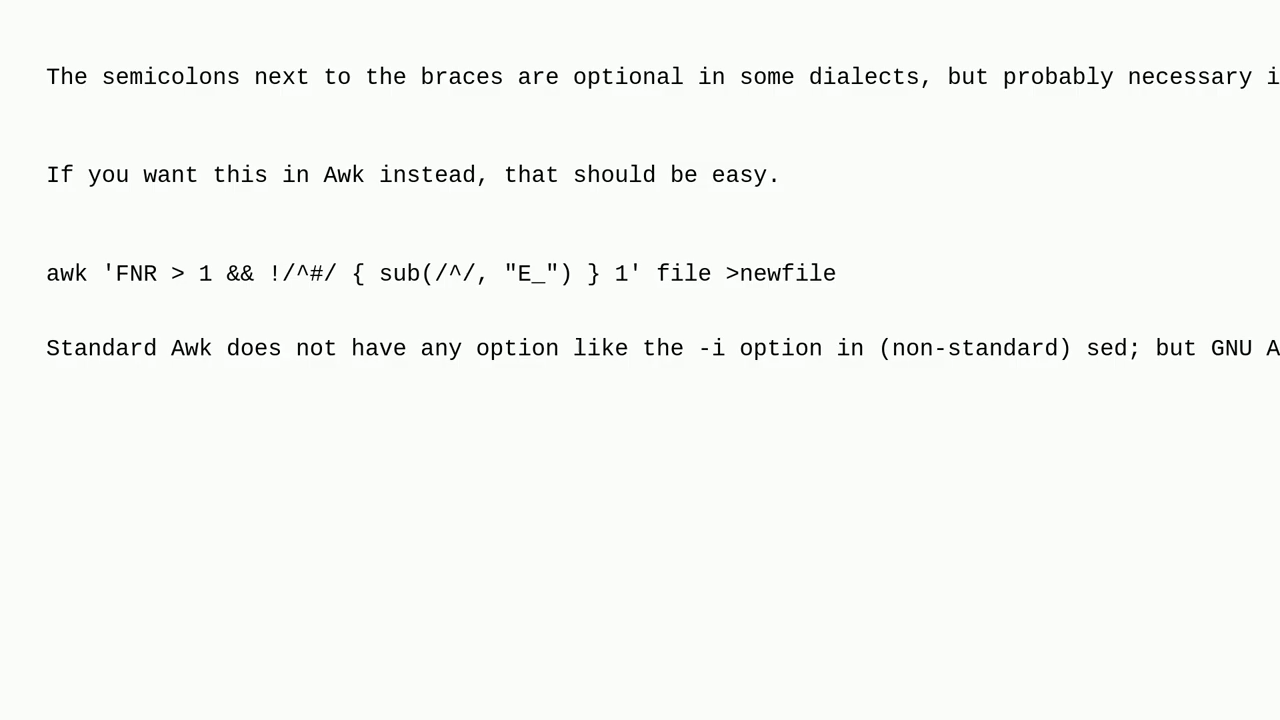 The semicolons next to the braces are optional in some dialects, but probably necessary
If you want this in Awk instead, that should be easy.
awk 'FNR > 1 && !/^#/ { sub(/^/, "E_") } 1' file >newfile
Standard Awk does not have any option like the -i option in (non-standard) sed; but GNU